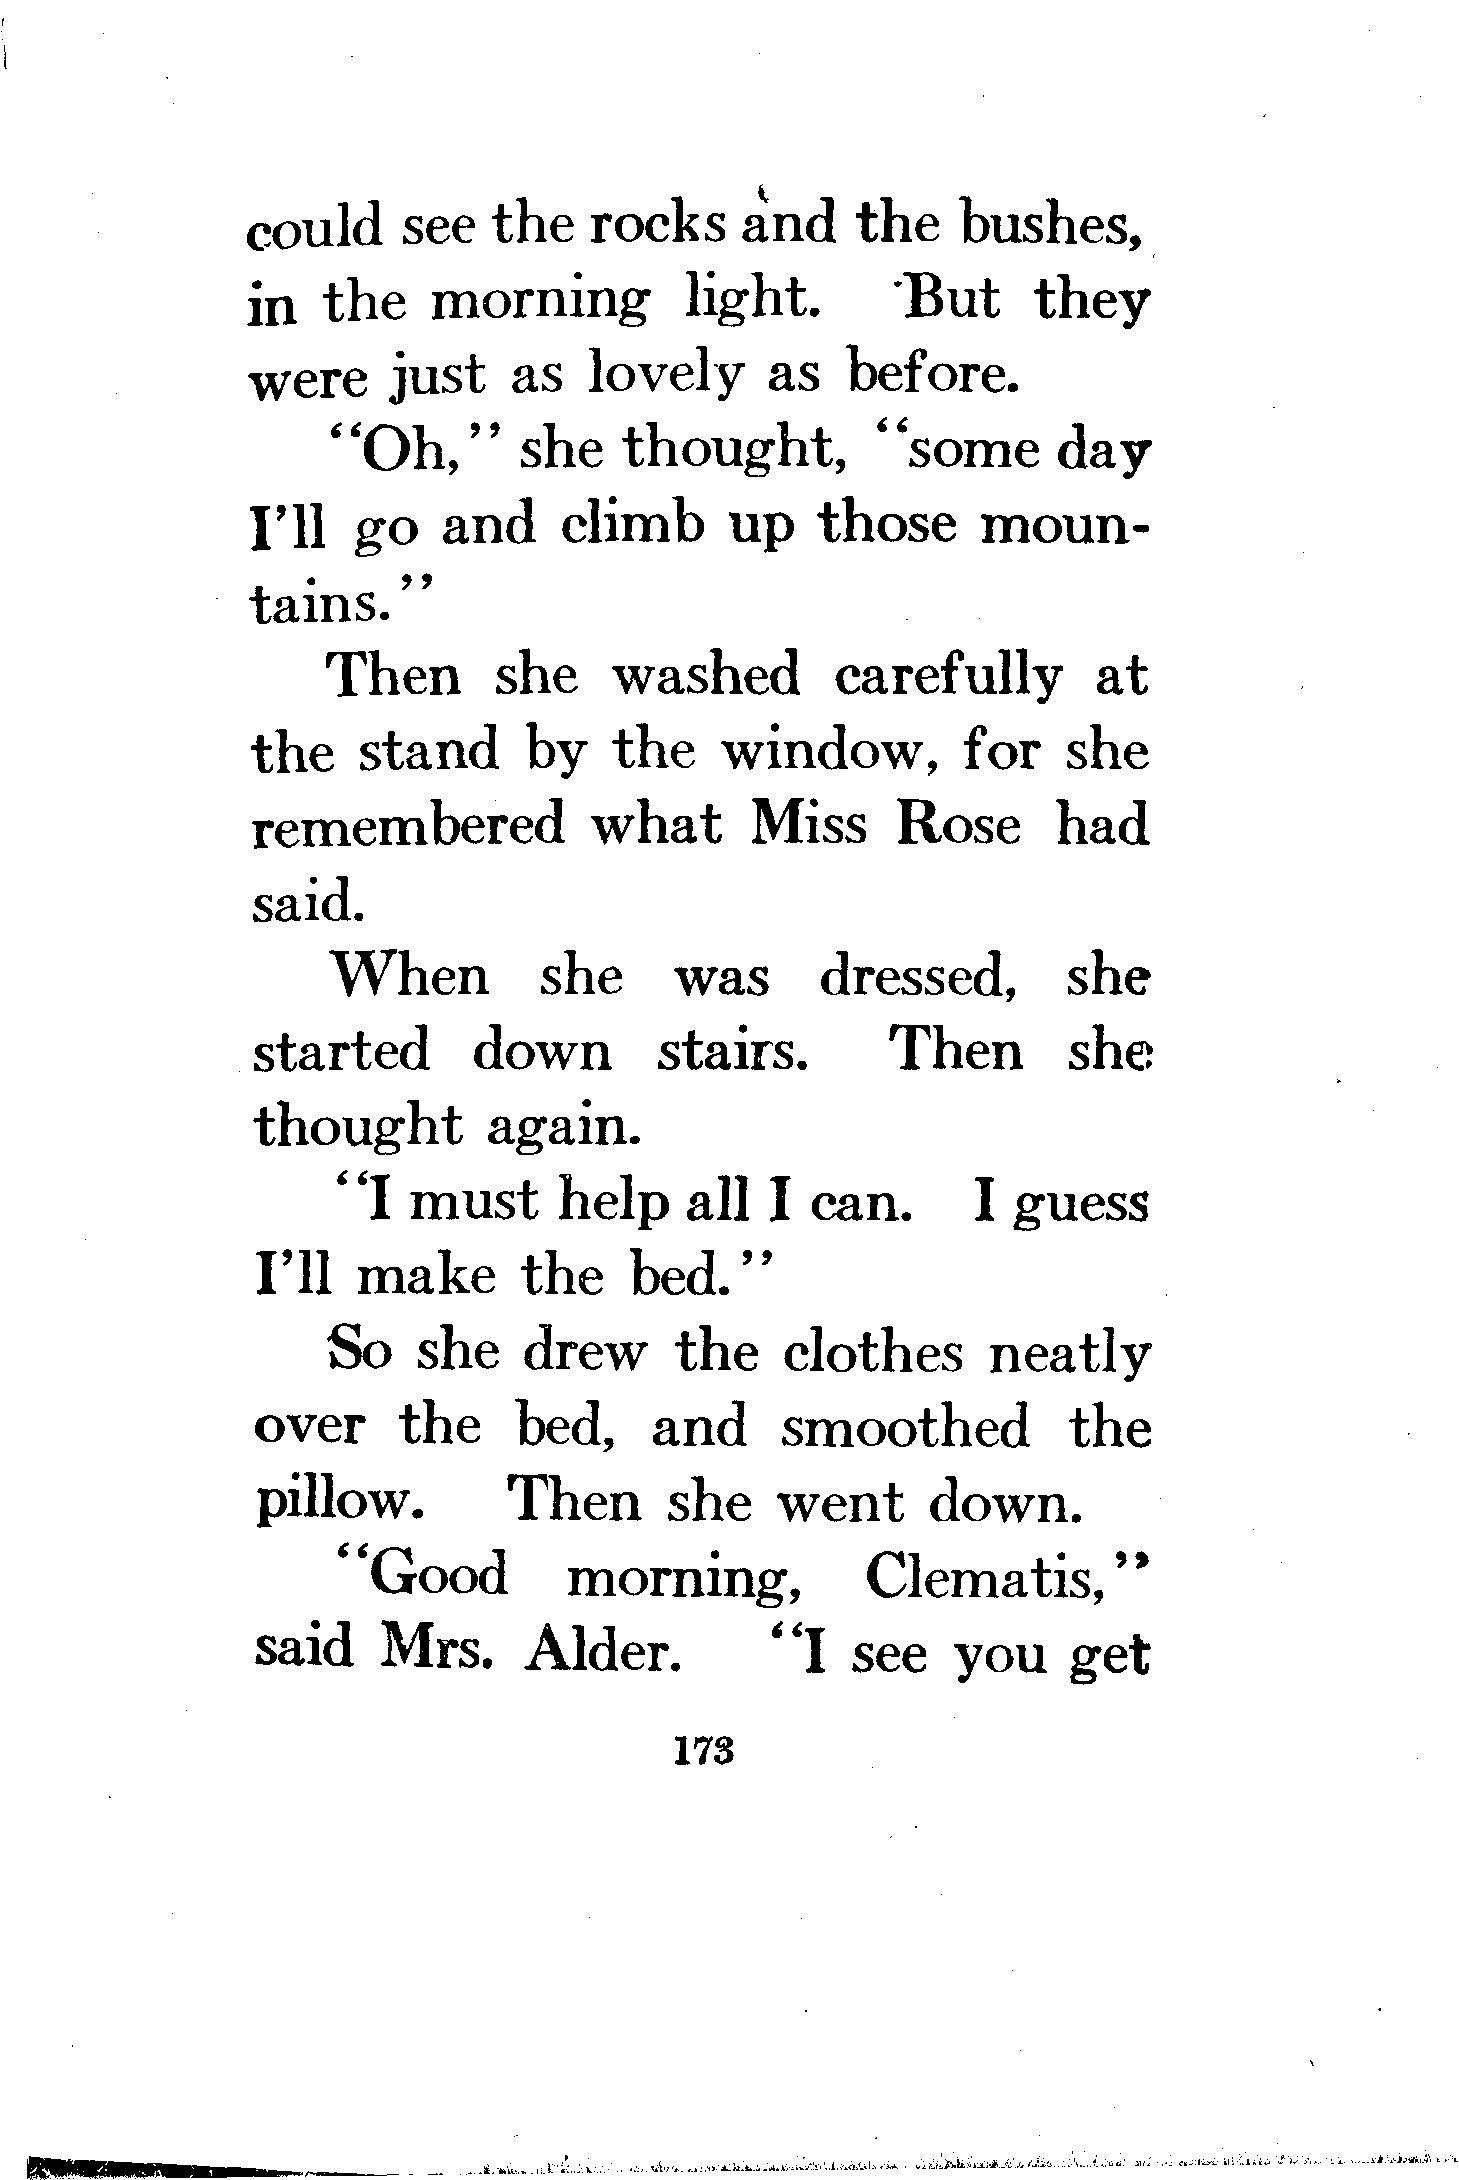 could see the rocks and the bushes,
in the morning light. But they
were just as lovely as before.
“Oh,” she thought, “some day
I’ll go and climb up those moun-
tains.”
Then she washed carefully at
the stand by the window, for she
remembered what Miss Rose had
said.
When she was dressed, she
started down stairs. Then she
thought again.
“I must help all I can. I guess
I’ll make the bed.”
So she drew the clothes neatly
over the bed, and smoothed the
pillow. Then she went down.
“Good morning, Clematis,”
said Mrs. Alder. “I see you get
173